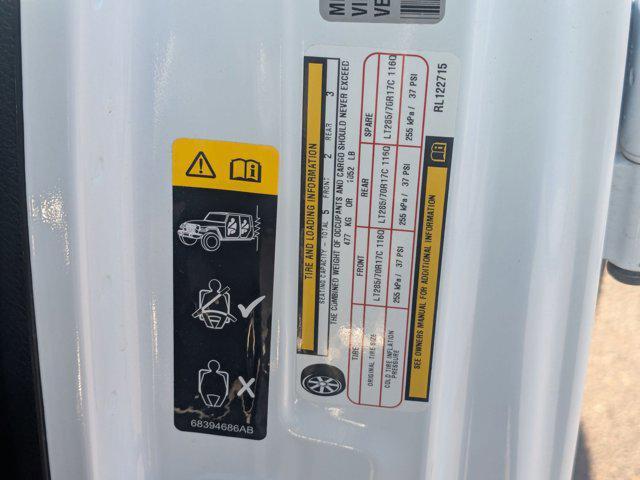 TIRE AND LOADING INFORMATION
SEATING CAPACITY - TOTAL 5 FRONT 2 REAR 3
THE COMBINED WEIGHT OF OCCUPANTS AND CARGO SHOULD NEVER EXCEED
477 KG OR 1052 LB
TIRE FRONT REAR SPARE
ORIGINAL TIRE SIZE LT285/70R17C 116Q LT285/70R17C 116Q LT285/70R17C 116Q
COLD TIRE INFLATION PRESSURE 255 kPa / 37 PSI 255 kPa / 37 PSI 255 kPa / 37 PSI
SEE OWNERS MANUAL FOR ADDITIONAL INFORMATION
RL122715
68394686AB